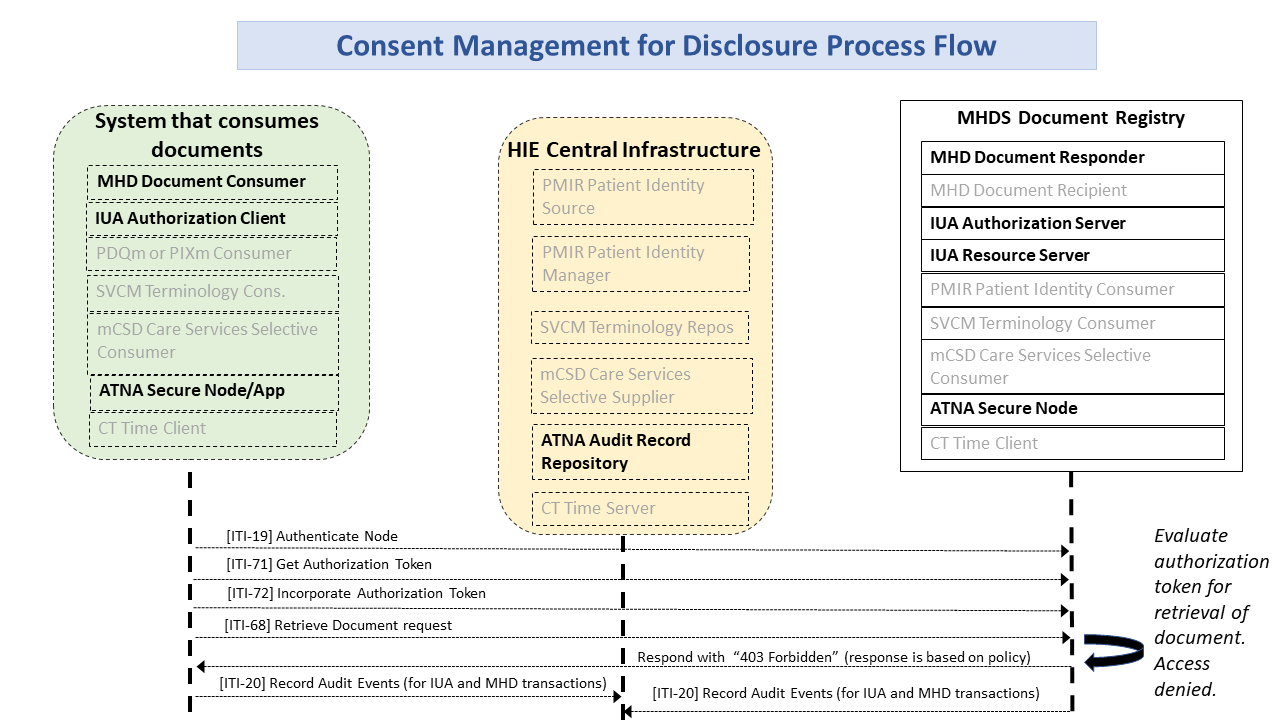 Consent Management for Disclosure Process Flow
System that consumes
documents
MHD Document Consumer
IUA Authorization Client
PDQm or PIXm Consumer
SVCM Terminology Cons.
mCSD Care Services Selective
Consumer
ATNA Secure Node/App
CT Time Client
HIE Central Infrastructure
PMIR Patient Identity
Source
PMIR Patient Identity
Manager
SVCM Terminology Repos
mCSD Care Services
Selective Supplier
ATNA Audit Record
Repository
CT Time Server
MHDS Document Registry
MHD Document Responder
MHD Document Recipient
IUA Authorization Server
IUA Resource Server
PMIR Patient Identity Consumer
SVCM Terminology Consumer
mCSD Care Services Selective
Consumer
ATNA Secure Node
CT Time Client
[ITI-19] Authenticate Node
[ITI-71] Get Authorization Token
[ITI-72] Incorporate Authorization Token
[ITI-68] Retrieve Document request
Respond with “403 Forbidden” (response is based on policy)
[ITI-20] Record Audit Events (for IUA and MHD transactions)
[ITI-20] Record Audit Events (for IUA and MHD transactions)
Evaluate
authorization
token for
retrieval of
document.
Access
denied.